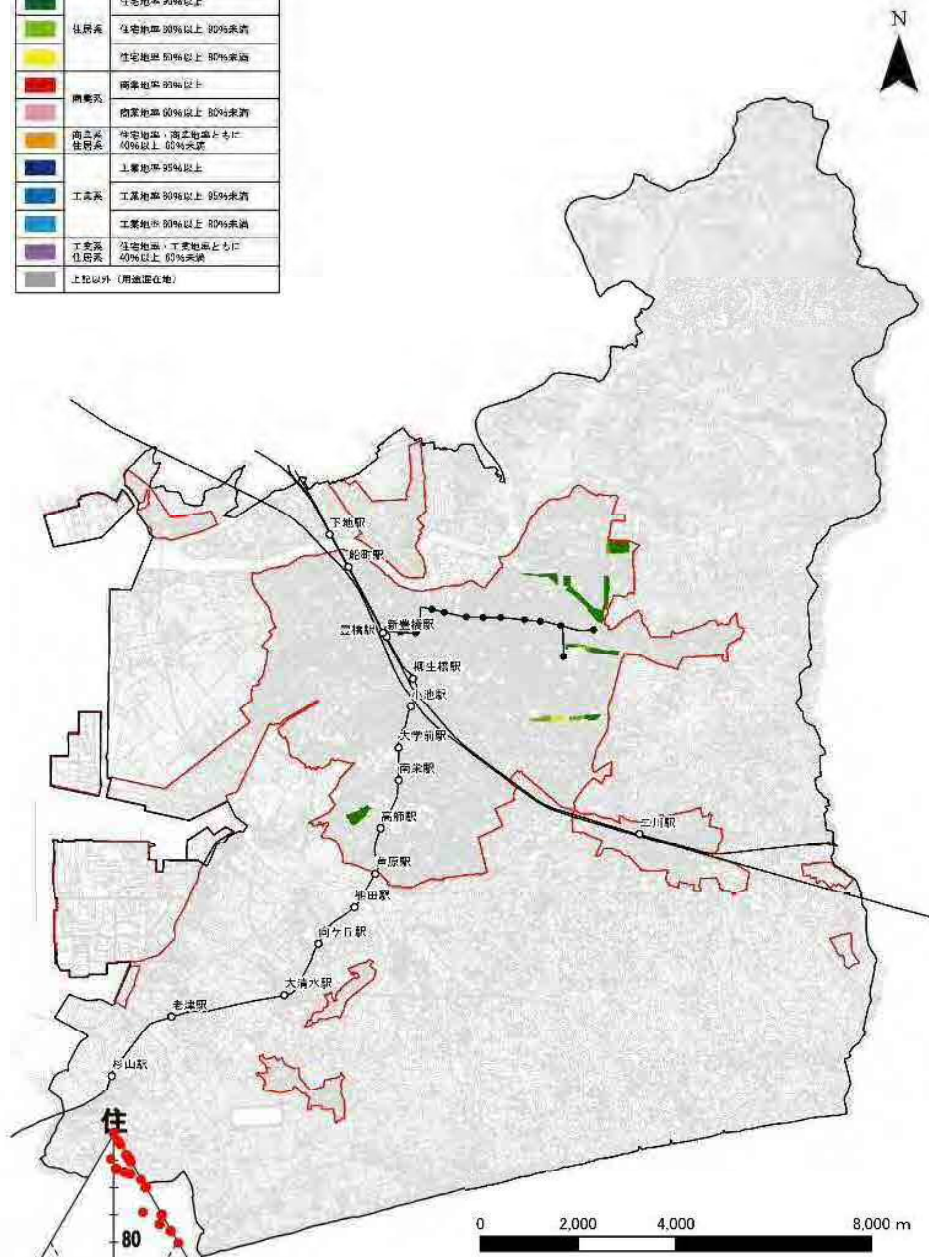 住居系
住宅地率 80%以上 90%未満
住宅地率 60%以上 80%未満
商業系
商業地率 80%以上
商業地率 60%以上 80%未満
商業系
住居系
住宅地率・商業地率ともに
40%以上 60%未満
工業系
工業地率 95%以上
工業地率 80%以上 95%未満
工業地率 60%以上 80%未満
工業系
住居系
住宅地率・工業地率ともに
40%以上 60%未満
上記以外（用途混在地）
N
下地駅
船町駅
豊橋駅
新豊橋駅
柳生橋駅
小池駅
大学前駅
南栄駅
高師駅
二川駅
芦原駅
植田駅
向ヶ丘駅
大清水駅
老津駅
杉山駅
住
80
0 2,000 4,000 8,000 m